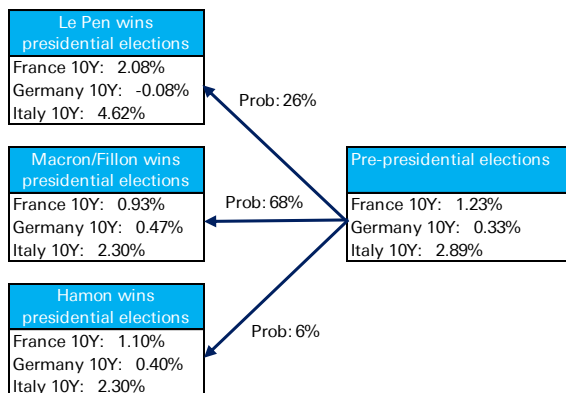 Le Pen wins
presidential elections
France 10Y: 2.08%
Germany 10Y: -0.08%
Italy 10Y: 4.62%
Prob: 26%
Macron/Fillon wins
presidential elections
France 10Y: 0.93%
Germany 10Y: 0.47%
Italy 10Y: 2.30%
Prob: 68%
Pre-presidential elections
France 10Y: 1.23%
Germany 10Y: 0.33%
Italy 10Y: 2.89%
Hamon wins
presidential elections
France 10Y: 1.10%
Germany 10Y: 0.40%
Italy 10Y: 2.30%
Prob: 6%